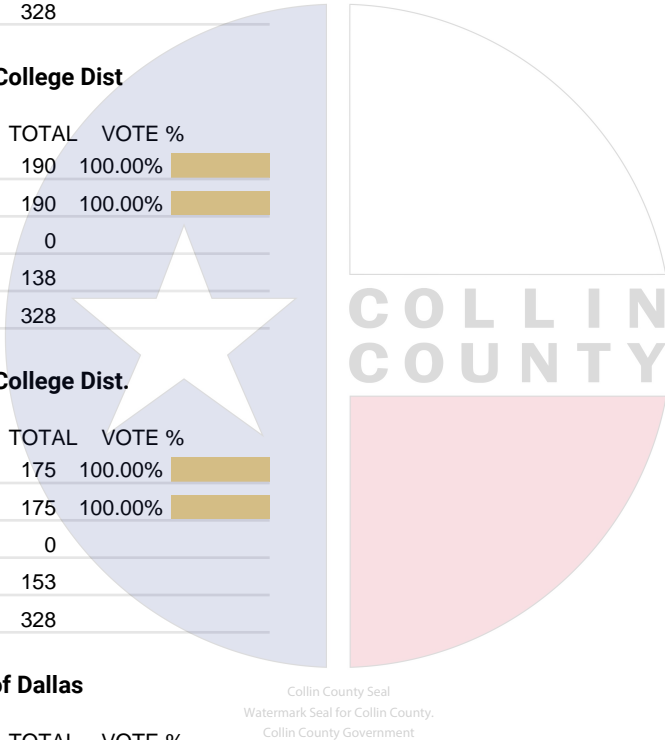 328
College Dist
TOTAL VOTE %
190 100.00%
190 100.00%
0
138
328
COLLIN
COUNTY
College Dist.
TOTAL VOTE %
175 100.00%
175 100.00%
0
153
328
of Dallas
Collin County Seal
Watermark Seal for Collin County.
Collin County Government
TOTAL VOTE %